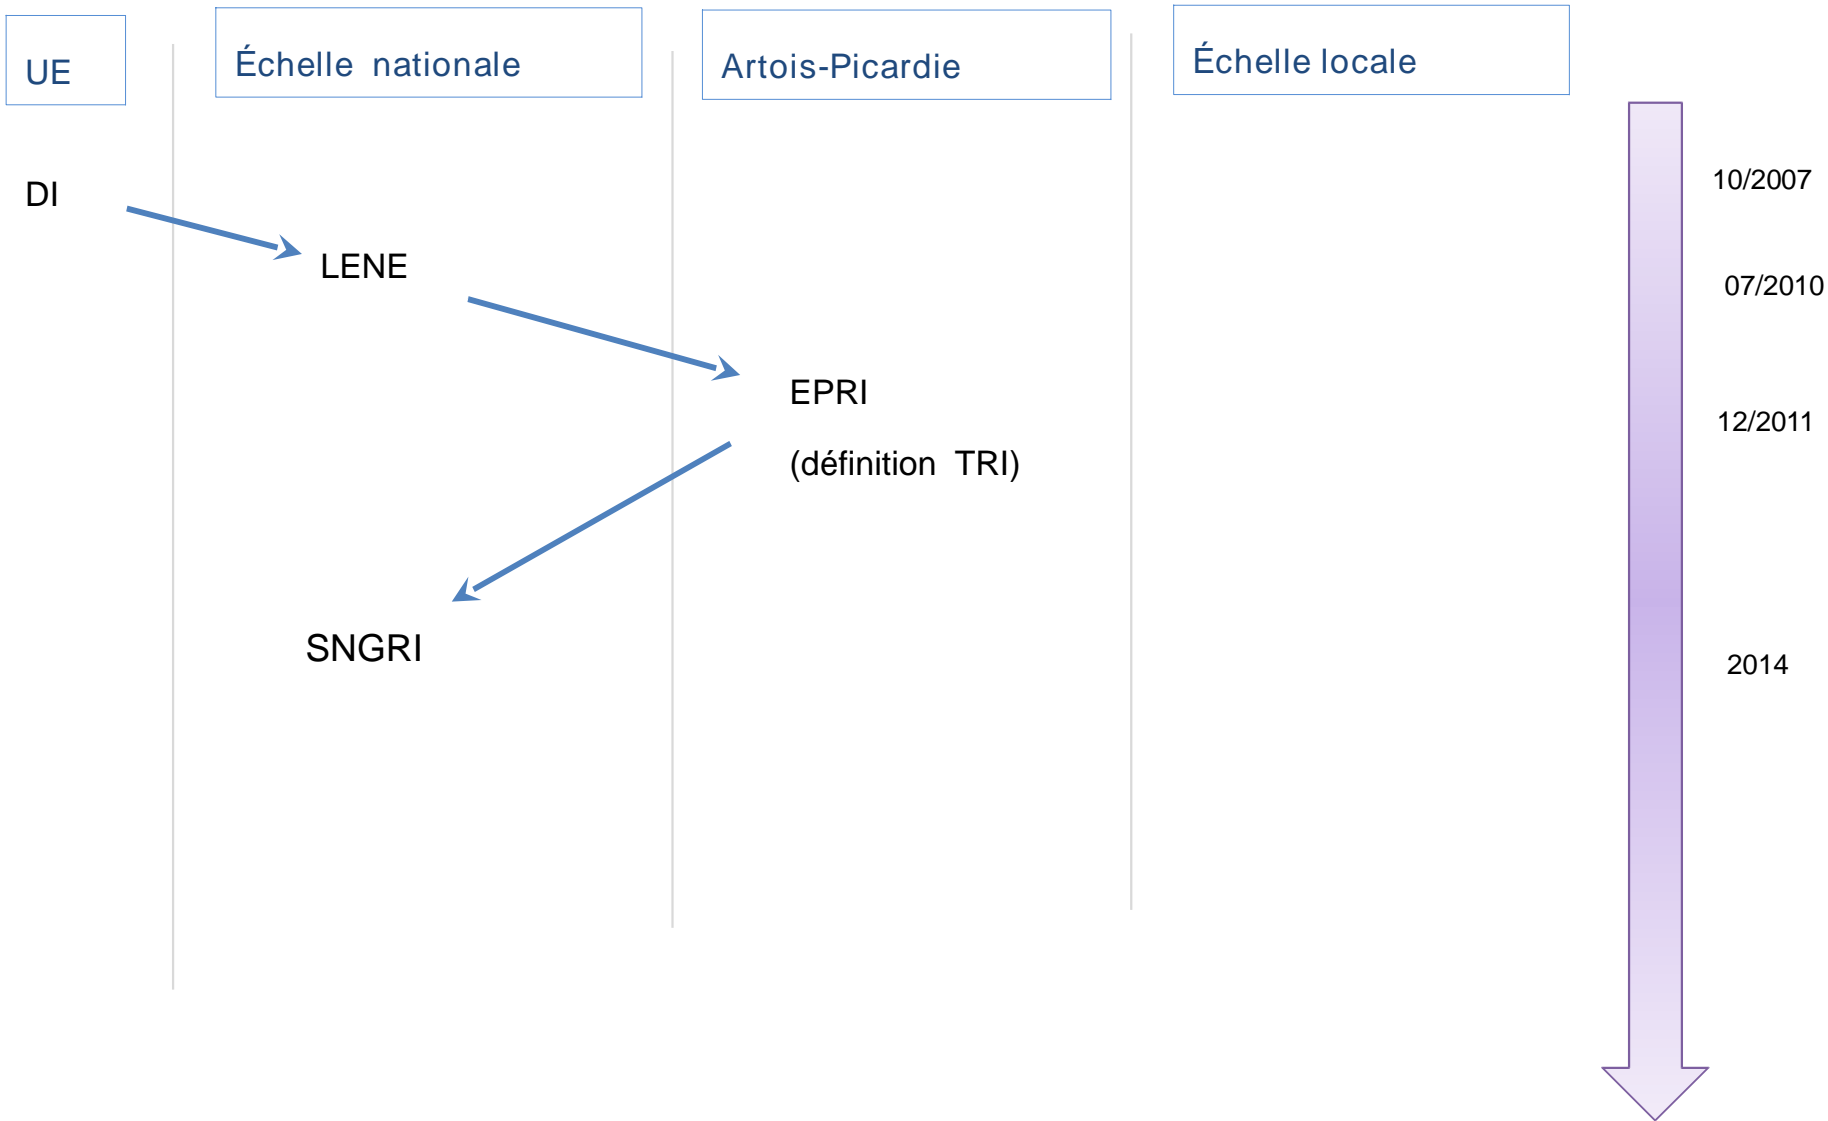 UE
Échelle nationale
Artois-Picardie
Échelle locale
DI
10/2007
LENE
07/2010
EPRI
12/2011
(définition TRI)
SNGRI
2014